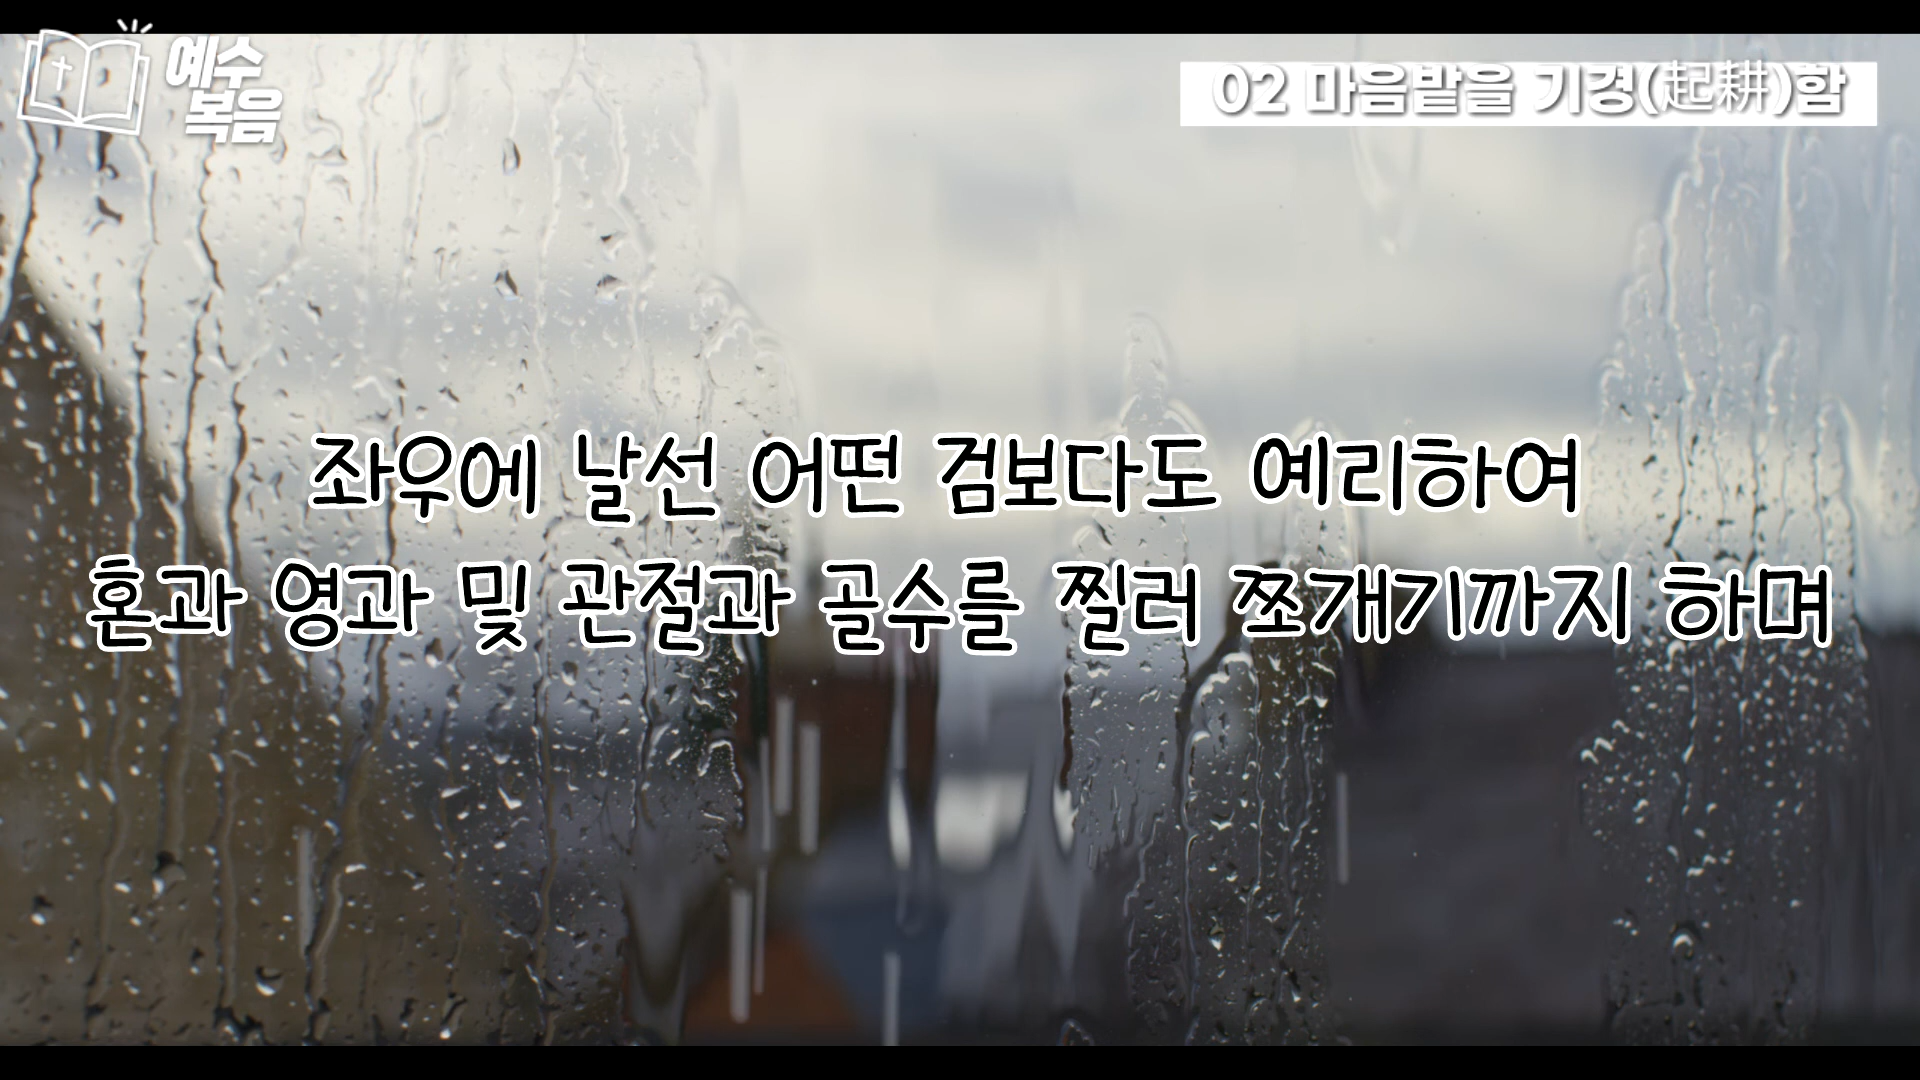 예수
복음
02 마음밭을 기경(起耕)함
좌우에 날선 어떤 검보다도 예리하여
혼과 영과 및 관절과 골수를 찔러 쪼개기까지 하며